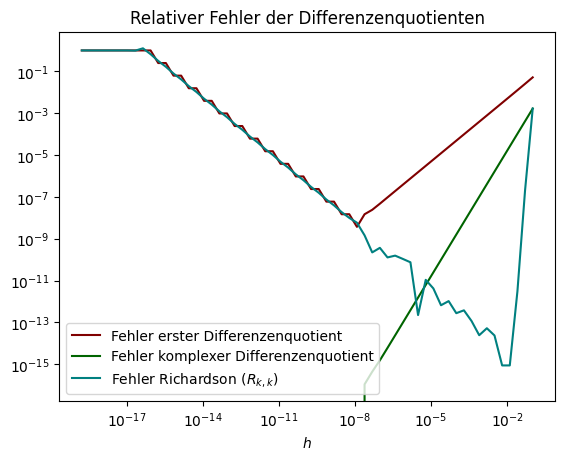 Relativer Fehler der Differenzenquotienten
10⁻¹
10⁻³
10⁻⁵
10⁻⁷
10⁻⁹
10⁻¹¹
10⁻¹³
10⁻¹⁵
Fehler erster Differenzenquotient
Fehler komplexer Differenzenquotient
Fehler Richardson (Rₖ,ₖ)
10⁻¹⁷ 10⁻¹⁴ 10⁻¹¹ 10⁻⁸ 10⁻⁵ 10⁻²
h